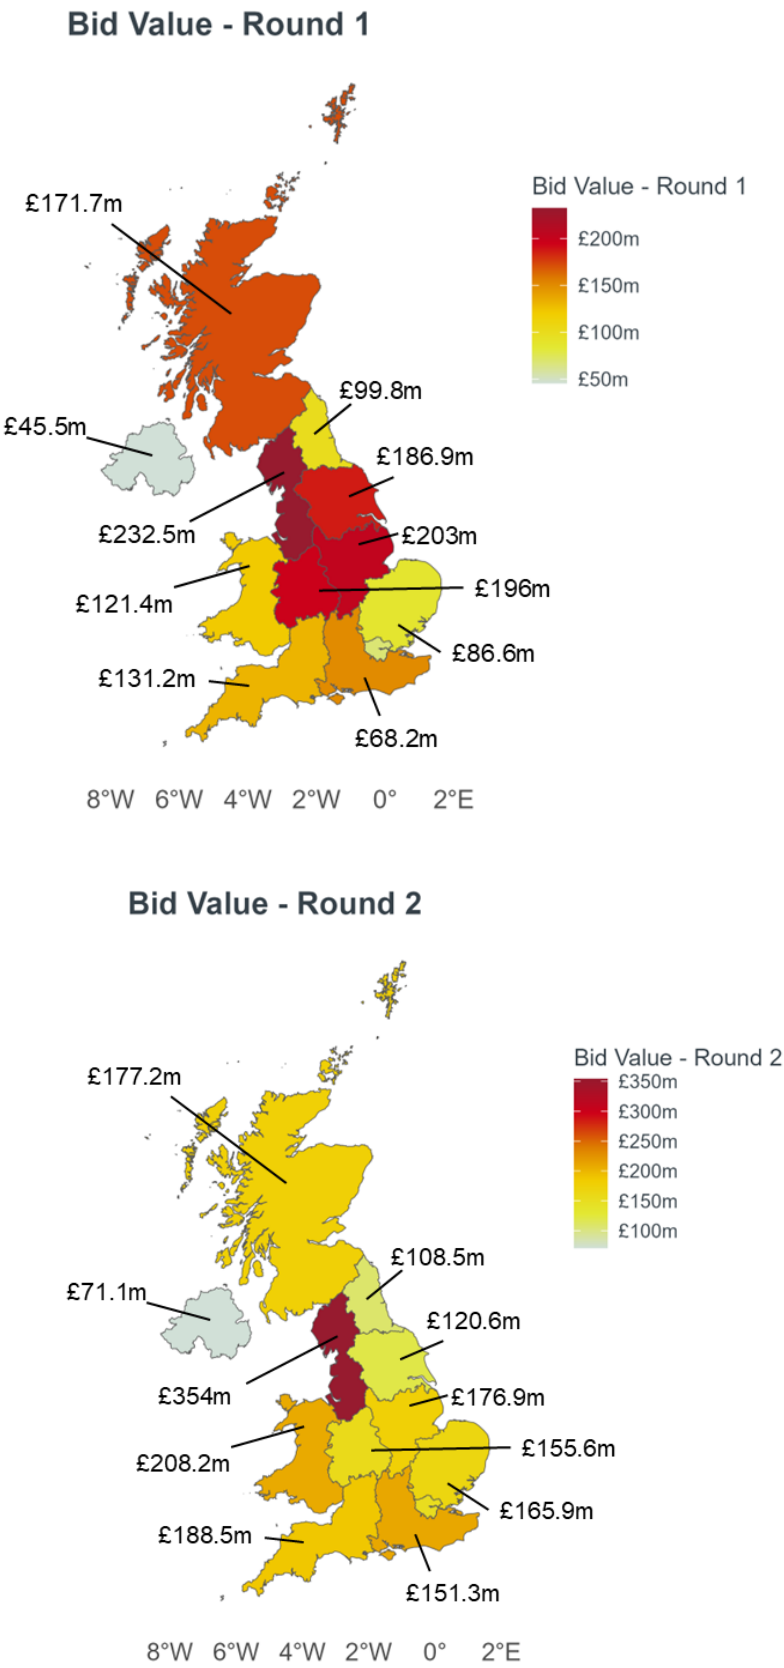 Bid Value - Round 1
Bid Value - Round 1
£171.7m
£200m
£150m
£100m
£50m
£99.8m
£45.5m
£186.9m
£232.5m
£203m
£196m
£121.4m
£86.6m
£131.2m
£68.2m
8°W 6°W 4°W 2°W 0° 2°E
Bid Value - Round 2
Bid Value - Round 2
£177.2m
£350m
£300m
£250m
£200m
£150m
£100m
£108.5m
£71.1m
£120.6m
£354m
£176.9m
£155.6m
£208.2m
£165.9m
£188.5m
£151.3m
8°W 6°W 4°W 2°W 0° 2°E